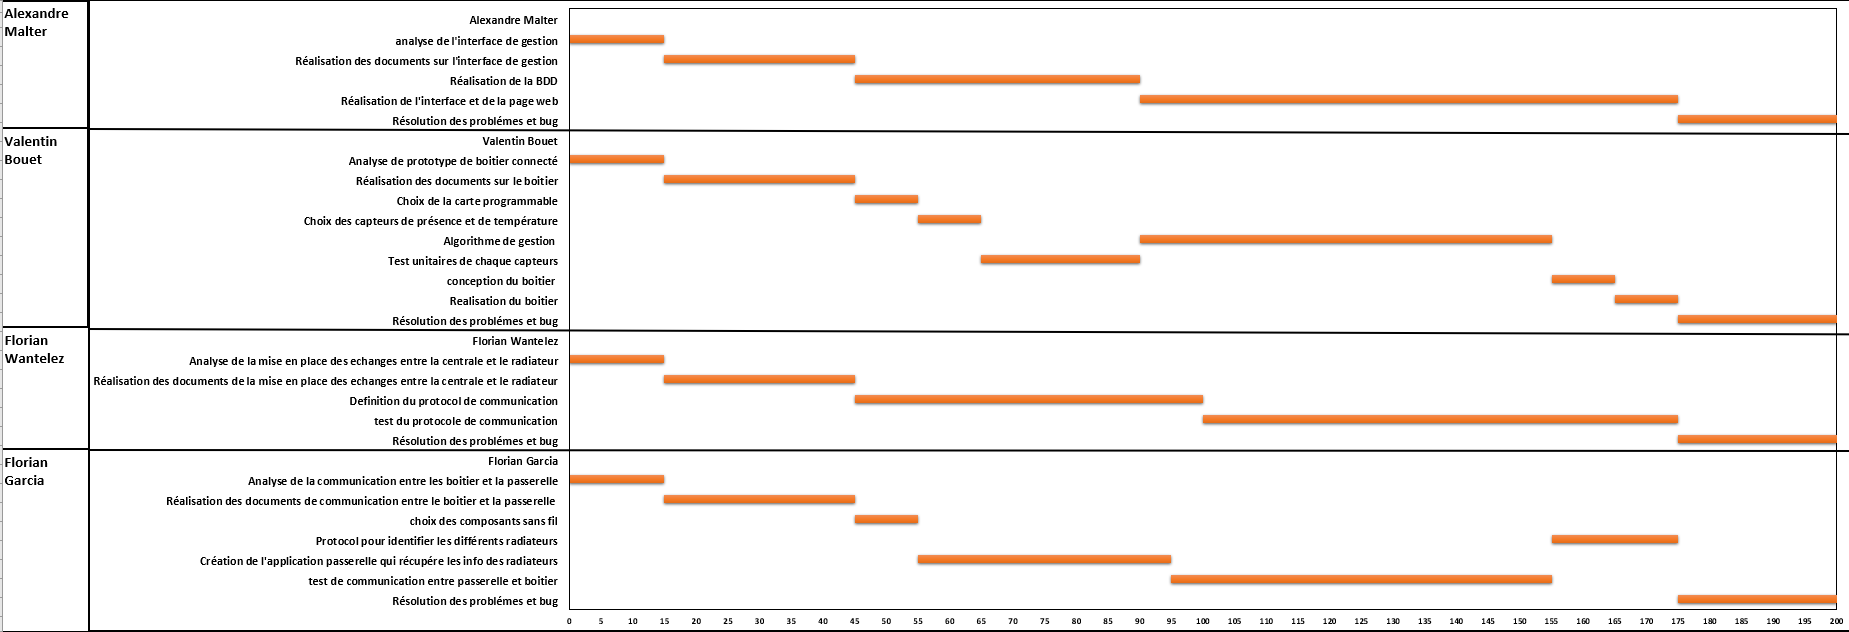 Alexandre
Malter
Alexandre Malter
analyse de l'interface de gestion
Réalisation des documents sur l'interface de gestion
Réalisation de la BDD
Réalisation de l'interface et de la page web
Résolution des problémes et bug
Valentin
Bouet
Valentin Bouet
Analyse de prototype de boitier connecté
Réalisation des documents sur le boitier
Choix de la carte programmable
Choix des capteurs de présence et de température
Algorithme de gestion
Test unitaires de chaque capteurs
conception du boitier
Realisation du boitier
Résolution des problémes et bug
Florian
Wantelez
Florian Wantelez
Analyse de la mise en place des echanges entre la centrale et le radiateur
Réalisation des documents de la mise en place des echanges entre la centrale et le radiateur
Definition du protocol de communication
test du protocole de communication
Résolution des problémes et bug
Florian
Garcia
Florian Garcia
Analyse de la communication entre les boitier et la passerelle
Réalisation des documents de communication entre le boitier et la passerelle
choix des composants sans fil
Protocol pour identifier les différents radiateurs
Création de l'application passerelle qui récupére les info des radiateurs
test de communication entre passerelle et boitier
Résolution des problémes et bug
0 5 10 15 20 25 30 35 40 45 50 55 60 65 70 75 80 85 90 95 100 105 110 115 120 125 130 135 140 145 150 155 160 165 170 175 180 185 190 195 200